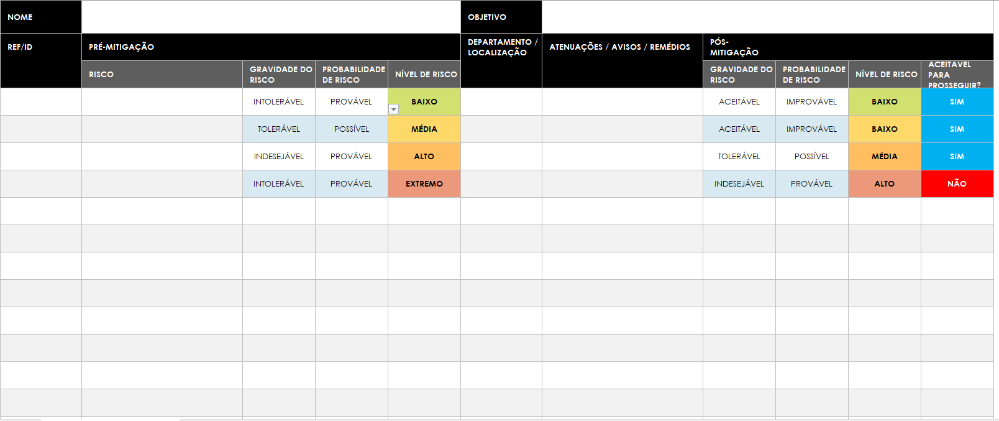 NOME
OBJETIVO
REF/ID
PRÉ-MITIGAÇÃO
DEPARTAMENTO /
LOCALIZAÇÃO
ATENUAÇÕES / AVISOS / REMÉDIOS
PÓS-
MITIGAÇÃO
RISCO
GRAVIDADE DO
RISCO
PROBABILIDADE
DE RISCO
NÍVEL DE RISCO
GRAVIDADE DO
RISCO
PROBABILIDADE
DE RISCO
NÍVEL DE RISCO
ACEITÁVEL
PARA
PROSSEGUIR?
INTOLERÁVEL PROVÁVEL BAIXO ACEITÁVEL IMPROVÁVEL BAIXO SIM
TOLERÁVEL POSSÍVEL MÉDIA ACEITÁVEL IMPROVÁVEL BAIXO SIM
INDESEJÁVEL PROVÁVEL ALTO TOLERÁVEL POSSÍVEL MÉDIA SIM
INTOLERÁVEL PROVÁVEL EXTREMO INDESEJÁVEL PROVÁVEL ALTO NÃO